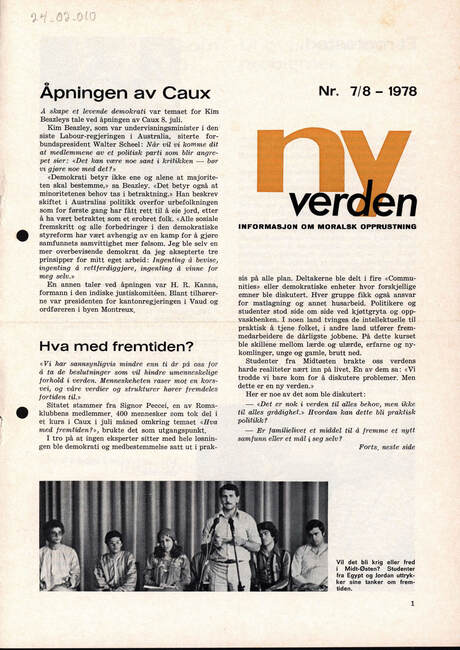 24.02.010
Åpningen av Caux
Å skape et levende demokrati var temaet for Kim
Beazleys tale ved åpningen av Caux 8. juli.
Kim Beazley, som var undervisningsminister i den
siste Labour-regjeringen i Australia, siterte for-
bundspresident Walter Scheel: Når vil vi komme dit
at medlemmene av et politisk parti som blir angre-
pet sier: «Det kan være noe sant i kritikken — bør
vi gjøre noe med det?»
«Demokrati betyr ikke ene og alene at majorite-
ten skal bestemme,» sa Beazley. «Det betyr også at
minoritetenes behov tas i betraktning.» Han beskrev
skiftet i Australias politikk overfor urbefolkningen
som for første gang har fått rett til å eie jord, etter
å ha vært betraktet som et erobret folk. «Alle sosiale
fremskritt og alle forbedringer i den demokratiske
styreform har vært avhengig av en kamp for å gjøre
samfunnets samvittighet mer følsom. Jeg ble selv en
mer overbevisende demokrat da jeg aksepterte tre
prinsipper for mitt eget arbeid: Ingenting å bevise,
ingenting å rettferdiggjøre, ingenting å vinne for
meg selv.»
En annen taler ved åpningen var H. R. Kanna,
formann i den indiske justiskomitéen. Blant tilhører-
ne var presidenten for kantonregjeringen i Vaud og
ordføreren i byen Montreux.
Hva med fremtiden?
«Vi har sannsynligvis mindre enn ti år på oss for
å ta de beslutninger som vil hindre umenneskelige
forhold i verden. Menneskeheten raser mot en kors-
vei, og våre verdier og strukturer hører fremdeles
fortiden til.»
Sitatet stammer fra Signor Peccei, en av Roms-
klubbens medlemmer, 400 mennesker som tok del i
et kurs i Caux i juli måned omkring temaet «Hva
med fremtiden?», brukte det som utgangspunkt.
I tro på at ingen eksperter sitter med hele løsnin-
gen ble demokrati og medbestemmelse satt ut i prak-
Nr. 7/8 – 1978
ny
verden
INFORMASJON OM MORALSK OPPRUSTNING
sis på alle plan. Deltakerne ble delt i fire «Commu-
nities» eller demokratiske enheter hvor forskjellige
emner ble diskutert. Hver gruppe fikk også ansvar
for matlagning og annet husarbeid. Politikere og
studenter stod side om side ved kjøttgryta og opp-
vaskbenken. I noen land tvinges de intellektuelle til
praktisk å tjene folket, i andre land utfører frem-
medarbeidere de dårligste jobbene. På dette kurset
ble skillene mellom lærde og ulærde, erfarne og ny-
komlinger, unge og gamle, brutt ned.
Studenter fra Midtøsten brakte oss verdens
harde realiteter nært inn på livet. En av dem sa: «Vi
trodde vi bare kom for å diskutere problemer. Men
dette er en ny verden.»
Her er noe av det som ble diskutert:
— «Det er nok i verden til alles behov, men ikke
til alles grådighet.» Hvordan kan dette bli praktisk
politikk?
— Er familielivet et middel til å fremme et nytt
samfunn eller et mål i seg selv?
Forts. neste side
Vil det bli krig eller fred
i Midt-Østen? Studenter
fra Egypt og Jordan uttryk-
ker sine tanker om frem-
tiden.
1